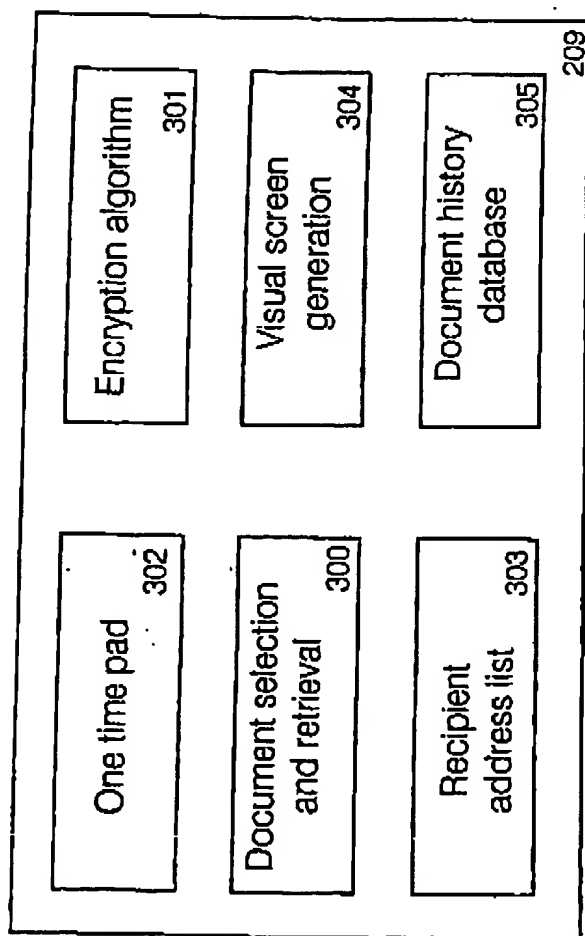 One time pad
302
Encryption algorithm
301
Document selection
and retrieval
300
Visual screen
generation
304
Recipient
address list
303
Document history
database
305
209